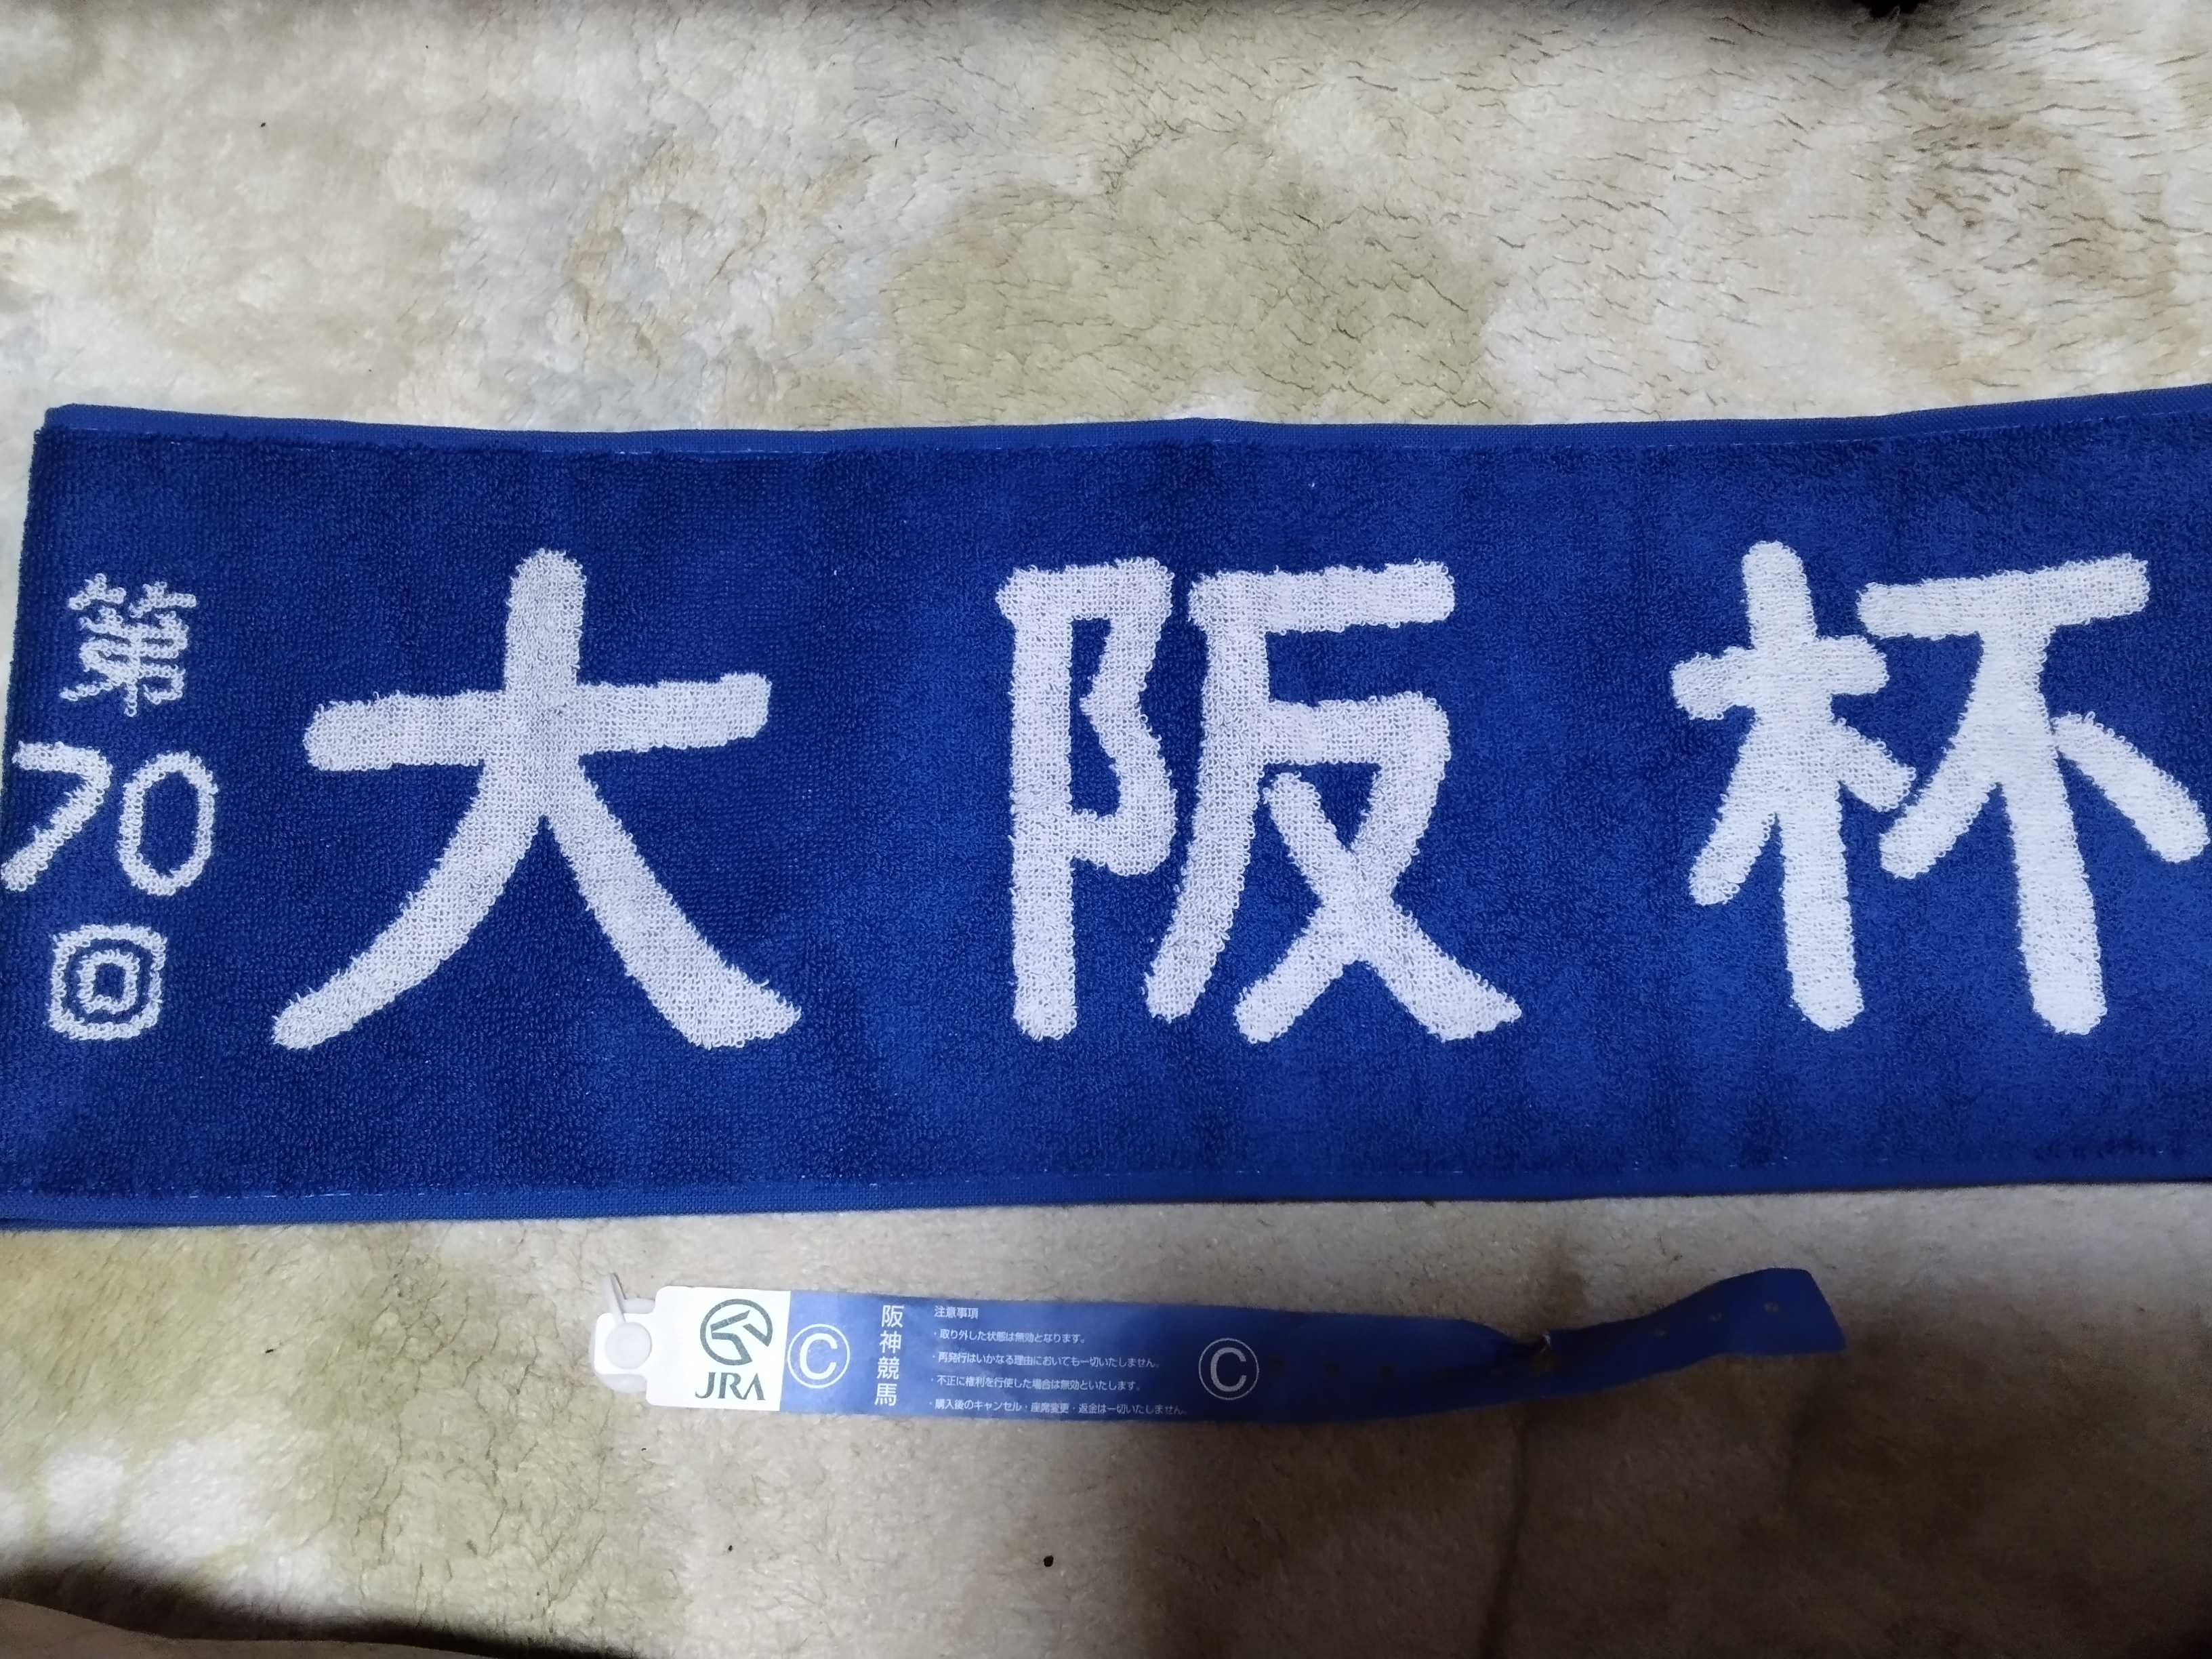 第
70
回
大阪杯
JRA
C
阪神競馬
注意事項
・取り外した状態は無効となります。
・再発行はいかなる理由においても一切いたしません。
・不正に権利を行使した場合は無効といたします。
・購入後のキャンセル・座席変更・返金は一切いたしません。
C